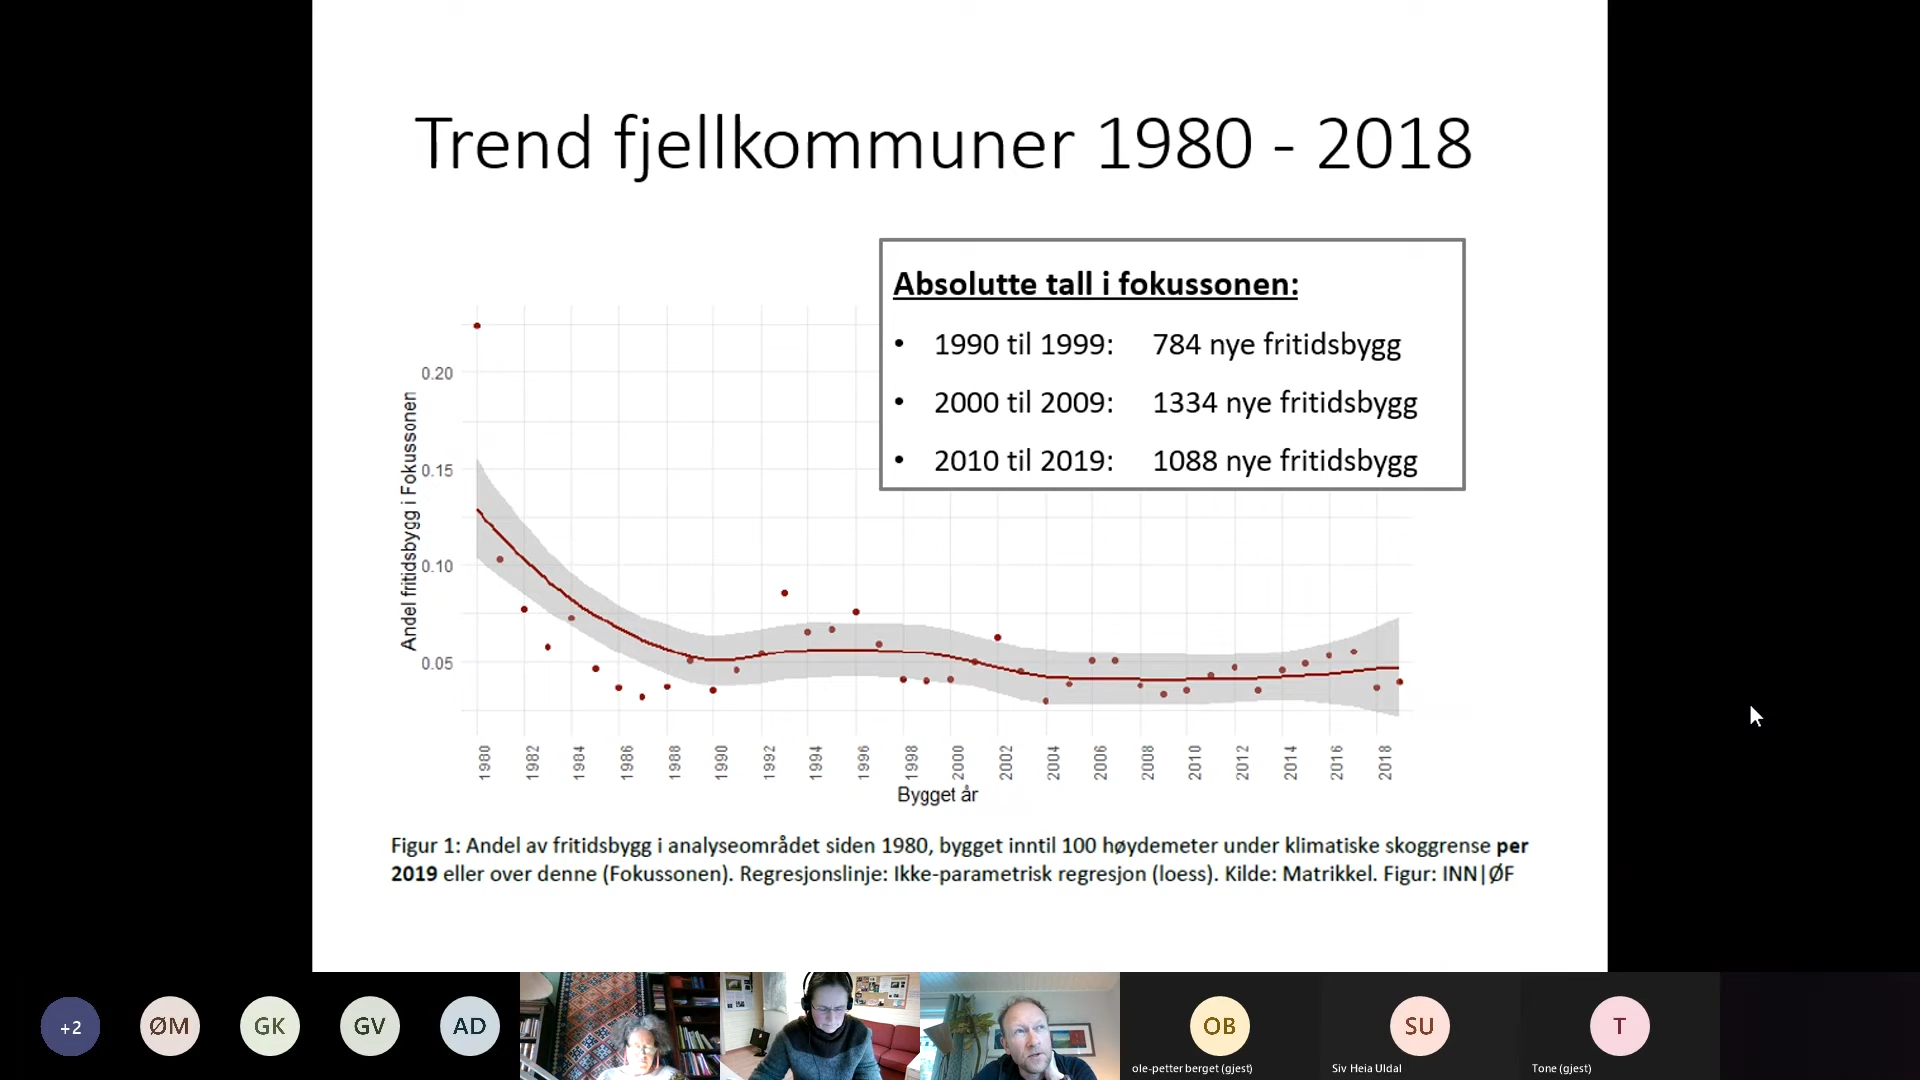 Trend fjellkommuner 1980 - 2018
Absolutte tall i fokussonen:
• 1990 til 1999: 784 nye fritidsbygg
• 2000 til 2009: 1334 nye fritidsbygg
• 2010 til 2019: 1088 nye fritidsbygg
Andel fritidsbygg i Fokussonen
0.20
0.15
0.10
0.05
1980 1982 1984 1986 1988 1990 1992 1994 1996 1998 2000 2002 2004 2006 2008 2010 2012 2014 2016 2018
Bygget år
Figur 1: Andel av fritidsbygg i analyseområdet siden 1980, bygget inntil 100 høydemeter under klimatiske skoggrense per
2019 eller over denne (Fokussonen). Regresjonslinje: Ikke-parametrisk regresjon (loess). Kilde: Matrikkel. Figur: INN|ØF
+2 ØM GK GV AD OB SU T
ole-petter berget (gjest) Siv Heia Uldal Tone (gjest)